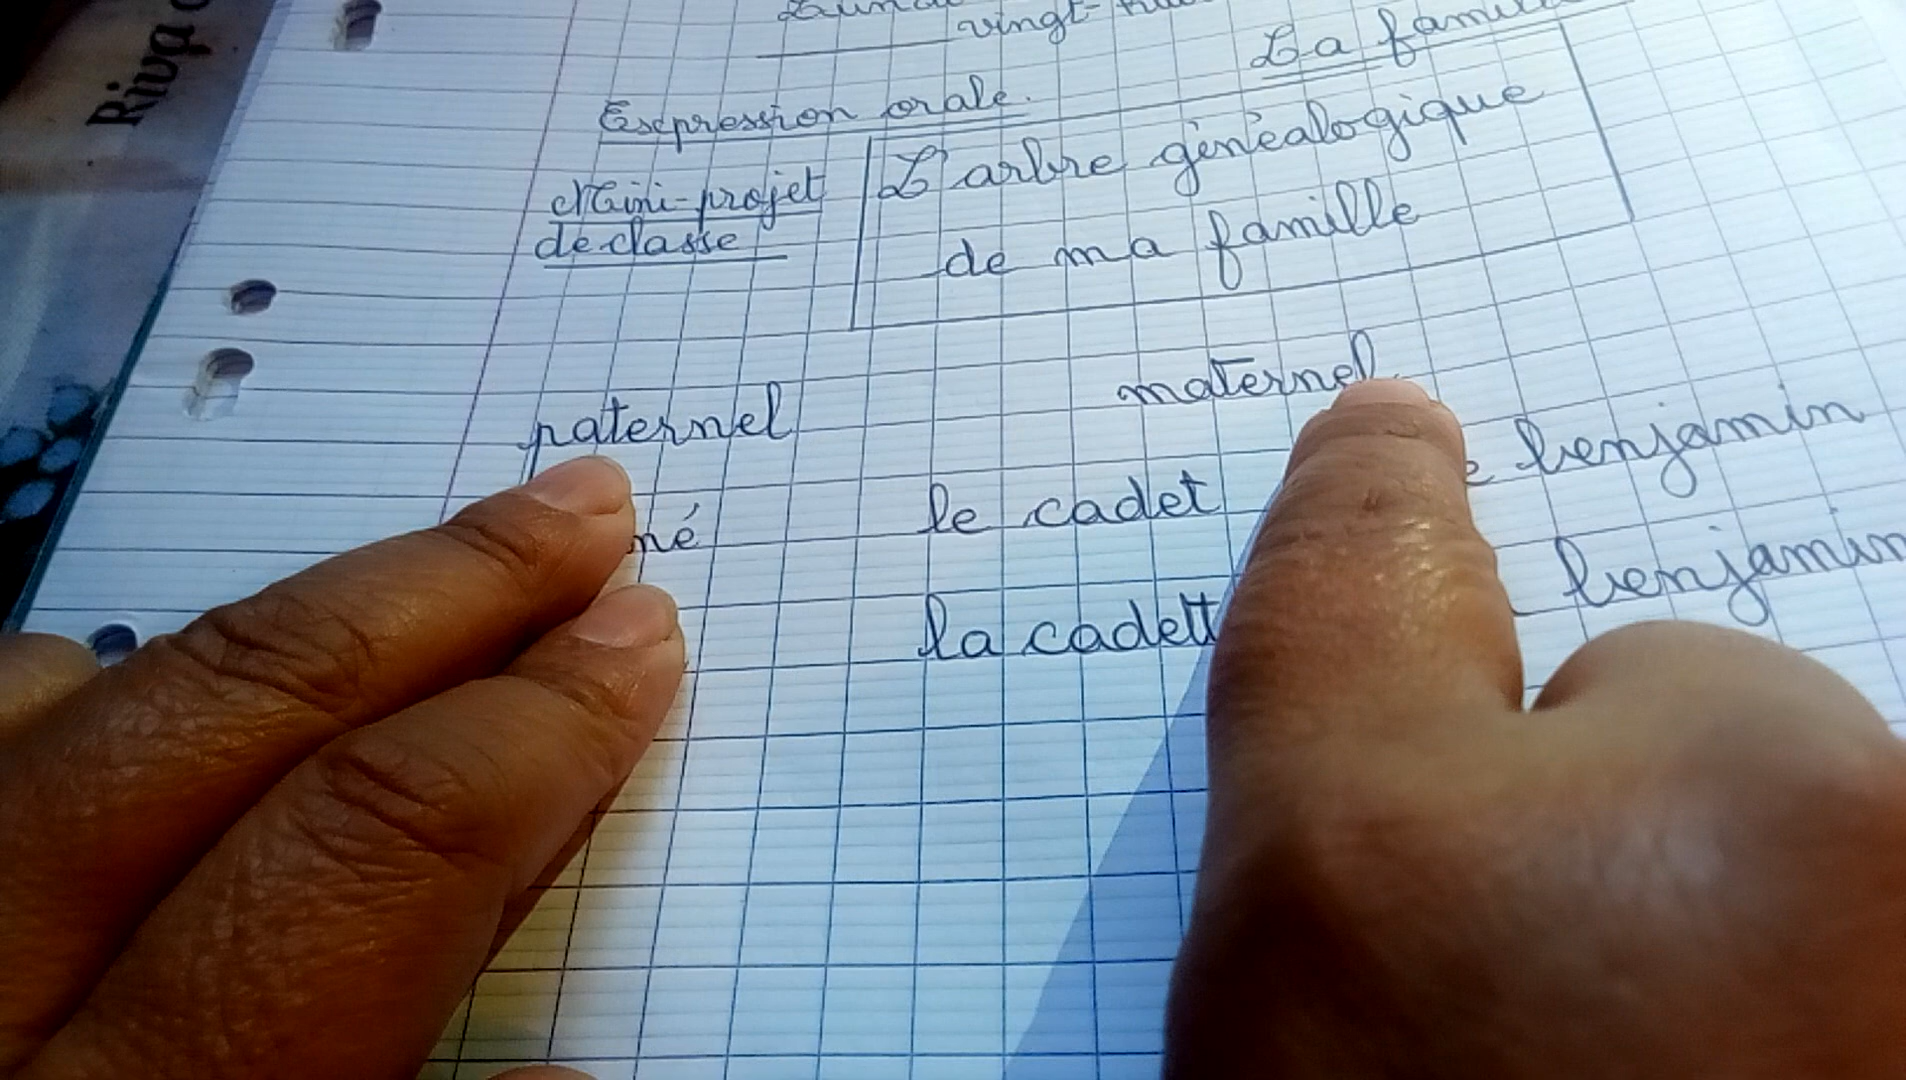 vingt-
La famille
Expression orale.
Mini-projet
de classe
L'arbre généalogique
de ma famille
paternel maternel
né le cadet benjamin
la cadett benjamin
Riva